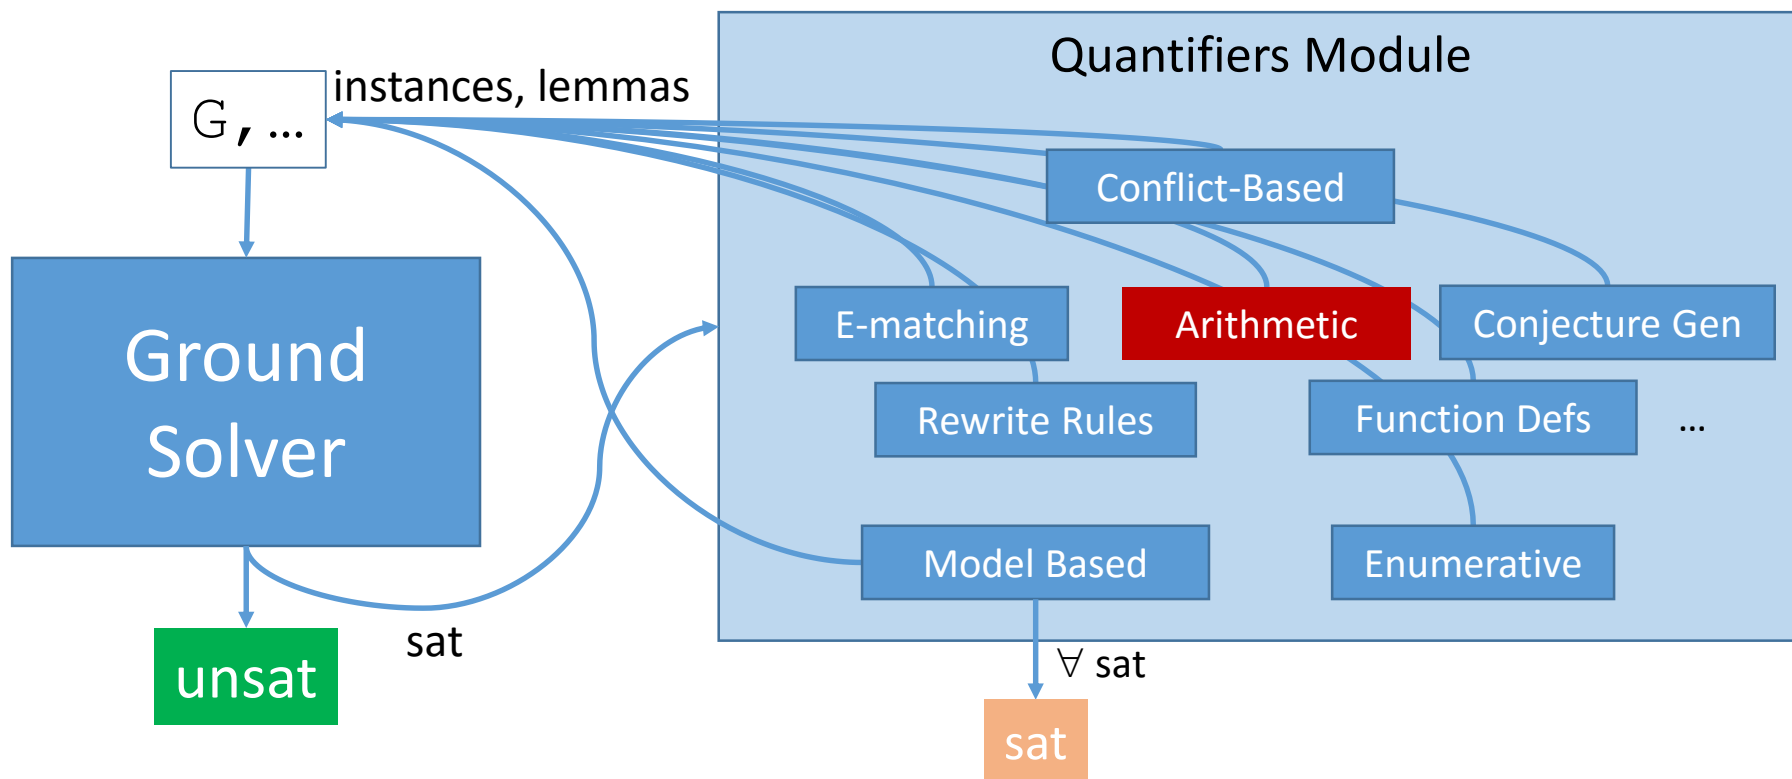 Quantifiers Module
instances, lemmas
G, …
Conflict-Based
E-matching
Arithmetic
Conjecture Gen
Ground
Solver
Rewrite Rules
Function Defs
…
Model Based
Enumerative
sat
unsat
∀ sat
sat